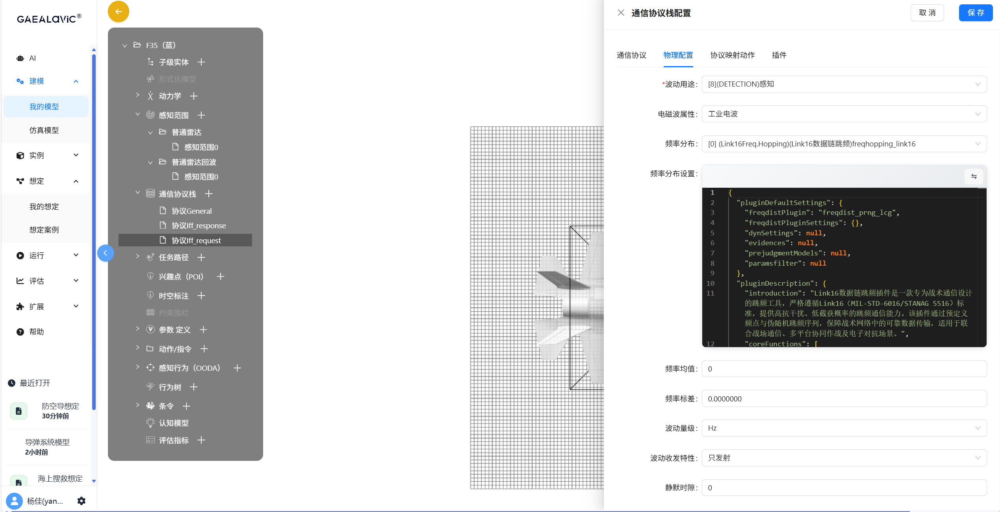 GAEALaViC®
AI
建模
我的模型
仿真模型
实例
想定
我的想定
想定案例
运行
评估
扩展
帮助
最近打开
防空导想定
30分钟前
导弹系统模型
2小时前
海上搜救想定
杨佳(yan...
F35（蓝）
子级实体
形式化模型
动力学
感知范围
普通雷达
感知范围0
普通雷达回波
感知范围0
通信协议栈
协议General
协议Iff_response
协议Iff_request
任务路径
兴趣点（POI）
时空标注
约束围栏
参数 定义
动作/指令
感知行为（OODA）
行为树
条令
认知模型
评估指标
通信协议栈配置
取 消
保 存
通信协议
物理配置
协议映射动作
插件
*波动用途: [8](DETECTION)感知
电磁波属性: 工业电波
频率分布: [0] (Link16Freq.Hopping)(Link16数据链跳频)freqhopping_link16
频率分布设置:
1 {
2 "pluginDefaultSettings": {
3 "freqdistPlugin": "freqdist_prng_lcg",
4 "freqdistPluginSettings": {},
5 "dynSettings": null,
6 "evidences": null,
7 "prejudgmentModels": null,
8 "paramsfilter": null
9 },
10 "pluginDescription": {
11 "introduction": "Link16数据链跳频插件是一款专为战术通信设计
的跳频工具，严格遵循Link16（MIL-STD-6016/STANAG 5516）标
准，提供高抗干扰、低截获概率的跳频通信能力。该插件通过预定义
频点与伪随机跳频序列，保障战术网络中的可靠数据传输，适用于联
合战场通信、多平台协同作战及电子对抗场景。",
12 "coreFunctions": [
频率均值: 0
频率标差: 0.0000000
波动量级: Hz
波动收发特性: 只发射
静默时隙: 0